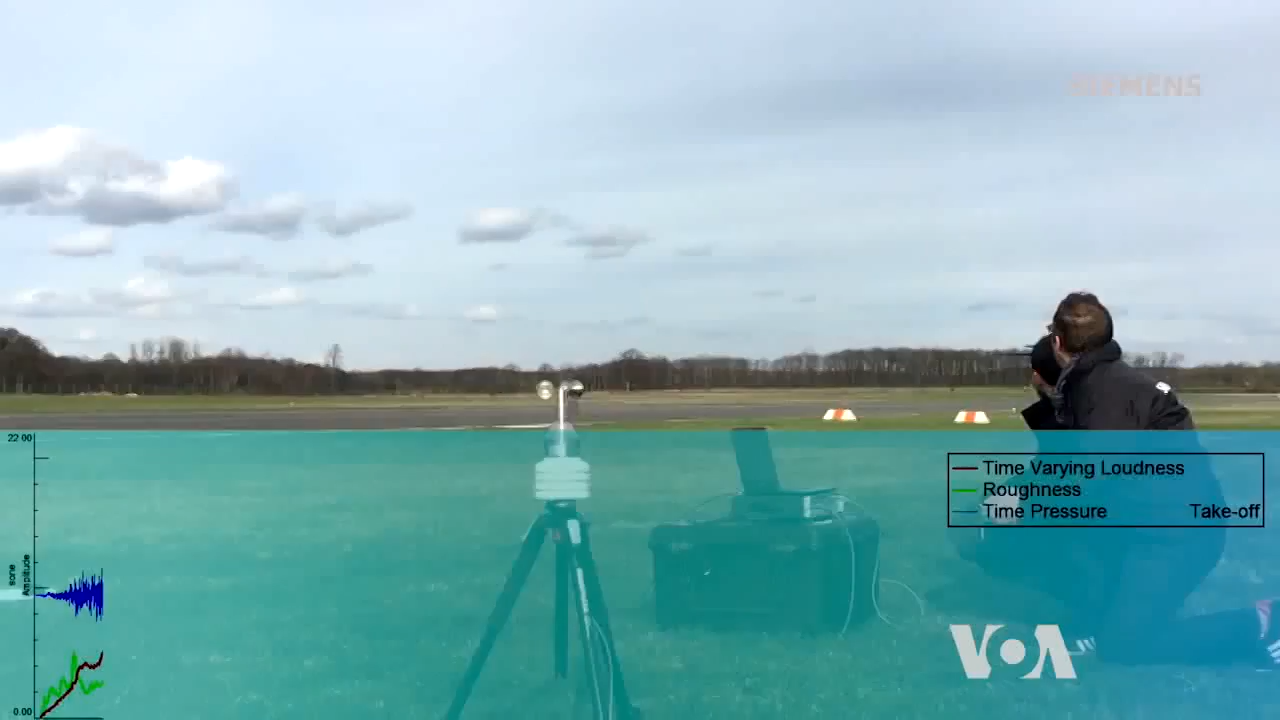 SIEMENS
22.00
Time Varying Loudness
Roughness
Time Pressure Take-off
sone
Amplitude
VOA
0.00